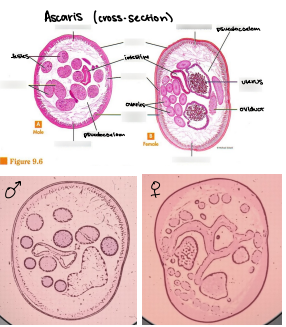 Ascaris (cross-section)
pseudocoelom
testes
intestine
uterus
ovaries
oviduct
A
Male
pseudocoelom
B
Female
Figure 9.6
♂
♀